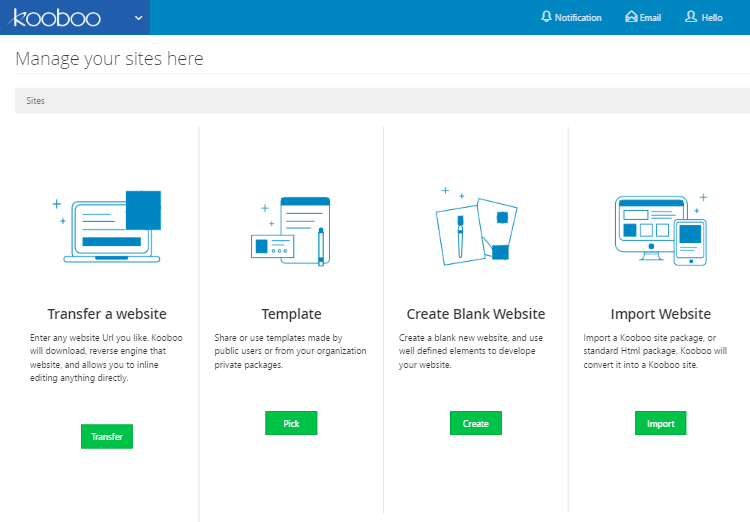 kooboo
Notification
Email
Hello
Manage your sites here
Sites
Transfer a website
Enter any website Url you like. Kooboo
will download, reverse engine that
website, and allows you to inline
editing anything directly.
Transfer
Template
Share or use templates made by
public users or from your organization
private packages.
Pick
Create Blank Website
Create a blank new website, and use
well defined elements to develope
your website.
Create
Import Website
Import a Kooboo site package, or
standard Html package, Kooboo will
convert it into a Kooboo site.
Import